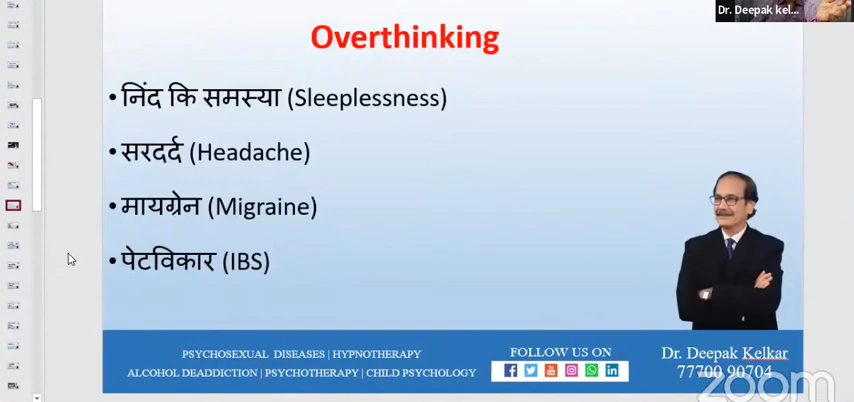 Dr. Deepak kel...
Overthinking
• निंद कि समस्या (Sleeplessness)
• सरदर्द (Headache)
• मायग्रेन (Migraine)
• पेटविकार (IBS)
PSYCHOSEXUAL DISEASES | HYPNOTHERAPY
ALCOHOL DEADDICTION | PSYCHOTHERAPY | CHILD PSYCHOLOGY
FOLLOW US ON
Dr. Deepak Kelkar
77700 90704
zoom